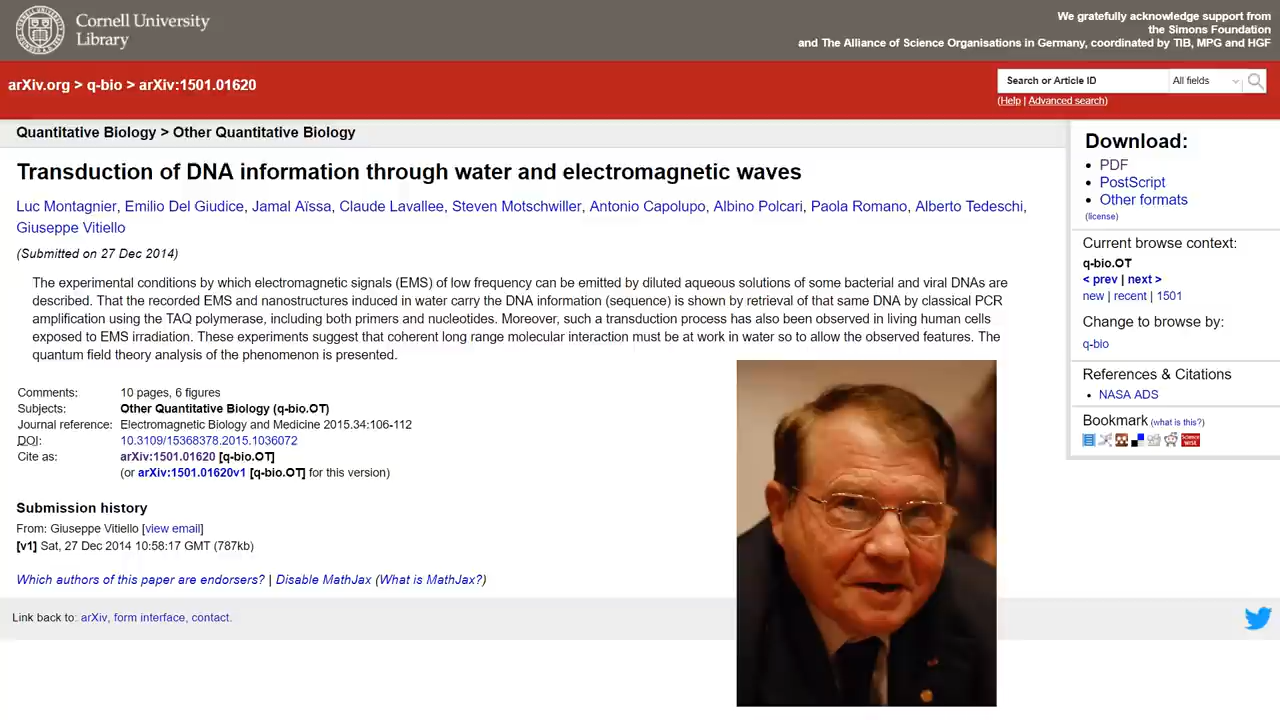 Cornell University
Library
We gratefully acknowledge support from
the Simons Foundation
and The Alliance of Science Organisations in Germany, coordinated by TIB, MPG and HGF
arXiv.org > q-bio > arXiv:1501.01620
Search or Article ID
All fields
(Help | Advanced search)
Quantitative Biology > Other Quantitative Biology
Transduction of DNA information through water and electromagnetic waves
Luc Montagnier, Emilio Del Giudice, Jamal Aïssa, Claude Lavallee, Steven Motschwiller, Antonio Capolupo, Albino Polcari, Paola Romano, Alberto Tedeschi,
Giuseppe Vitiello
(Submitted on 27 Dec 2014)
The experimental conditions by which electromagnetic signals (EMS) of low frequency can be emitted by diluted aqueous solutions of some bacterial and viral DNAs are
described. That the recorded EMS and nanostructures induced in water carry the DNA information (sequence) is shown by retrieval of that same DNA by classical PCR
amplification using the TAQ polymerase, including both primers and nucleotides. Moreover, such a transduction process has also been observed in living human cells
exposed to EMS irradiation. These experiments suggest that coherent long range molecular interaction must be at work in water so to allow the observed features. The
quantum field theory analysis of the phenomenon is presented.
Comments: 10 pages, 6 figures
Subjects: Other Quantitative Biology (q-bio.OT)
Journal reference: Electromagnetic Biology and Medicine 2015.34:106-112
DOI: 10.3109/15368378.2015.1036072
Cite as: arXiv:1501.01620 [q-bio.OT]
(or arXiv:1501.01620v1 [q-bio.OT] for this version)
Submission history
From: Giuseppe Vitiello [view email]
[v1] Sat, 27 Dec 2014 10:58:17 GMT (787kb)
Which authors of this paper are endorsers? | Disable MathJax (What is MathJax?)
Link back to: arXiv, form interface, contact.
Download:
PDF
PostScript
Other formats
(license)
Current browse context:
q-bio.OT
< prev | next >
new | recent | 1501
Change to browse by:
q-bio
References & Citations
NASA ADS
Bookmark (what is this?)
Science
WISE